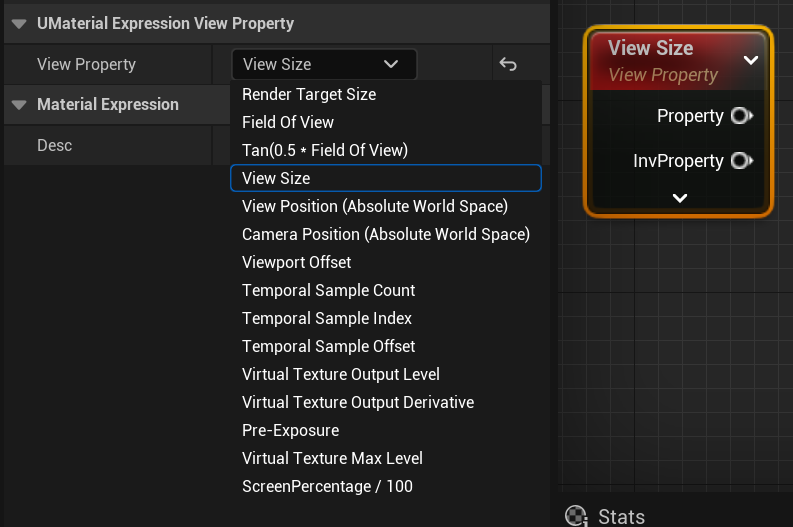 UMaterial Expression View Property
View Property
View Size
Render Target Size
Field Of View
Tan(0.5 * Field Of View)
View Size
View Position (Absolute World Space)
Camera Position (Absolute World Space)
Viewport Offset
Temporal Sample Count
Temporal Sample Index
Temporal Sample Offset
Virtual Texture Output Level
Virtual Texture Output Derivative
Pre-Exposure
Virtual Texture Max Level
ScreenPercentage / 100
Material Expression
Desc
View Size
View Property
Property
InvProperty
Stats